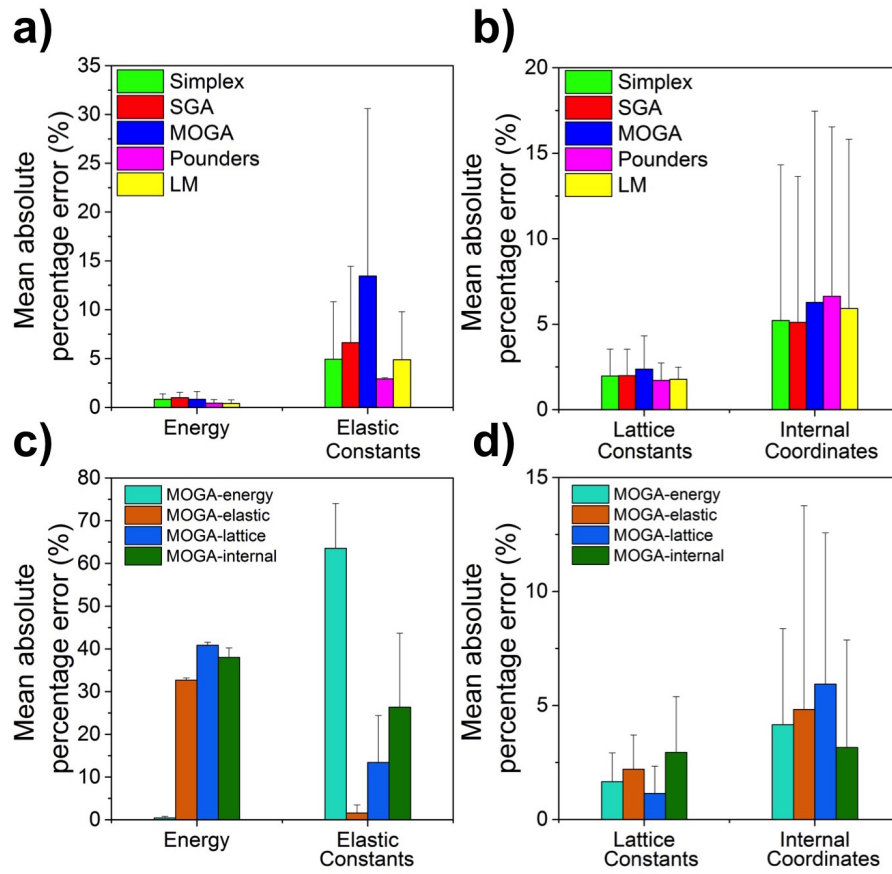 a)
Mean absolute
percentage error (%)
35
30
25
20
15
10
5
0
Simplex
SGA
MOGA
Pounders
LM
Energy
Elastic
Constants
b)
Mean absolute
percentage error (%)
20
15
10
5
0
Simplex
SGA
MOGA
Pounders
LM
Lattice
Constants
Internal
Coordinates
c)
Mean absolute
percentage error (%)
80
70
60
50
40
30
20
10
0
MOGA-energy
MOGA-elastic
MOGA-lattice
MOGA-internal
Energy
Elastic
Constants
d)
Mean absolute
percentage error (%)
15
10
5
0
MOGA-energy
MOGA-elastic
MOGA-lattice
MOGA-internal
Lattice
Constants
Internal
Coordinates